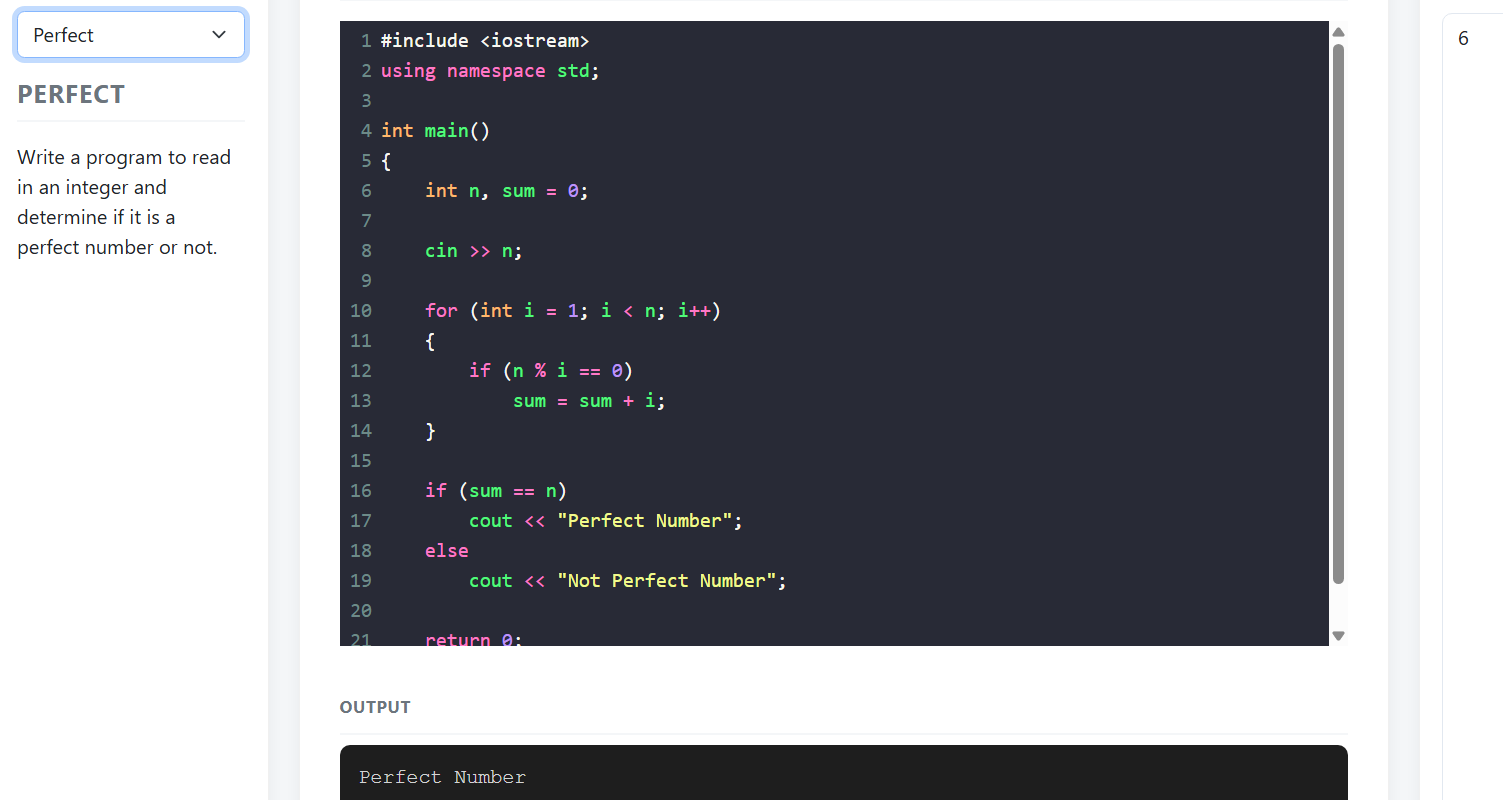 Perfect
PERFECT
Write a program to read
in an integer and
determine if it is a
perfect number or not.
1 #include <iostream>
2 using namespace std;
3
4 int main()
5 {
6     int n, sum = 0;
7
8     cin >> n;
9
10     for (int i = 1; i < n; i++)
11     {
12         if (n % i == 0)
13             sum = sum + i;
14     }
15
16     if (sum == n)
17         cout << "Perfect Number";
18     else
19         cout << "Not Perfect Number";
20
21     return 0;
OUTPUT
Perfect Number
6